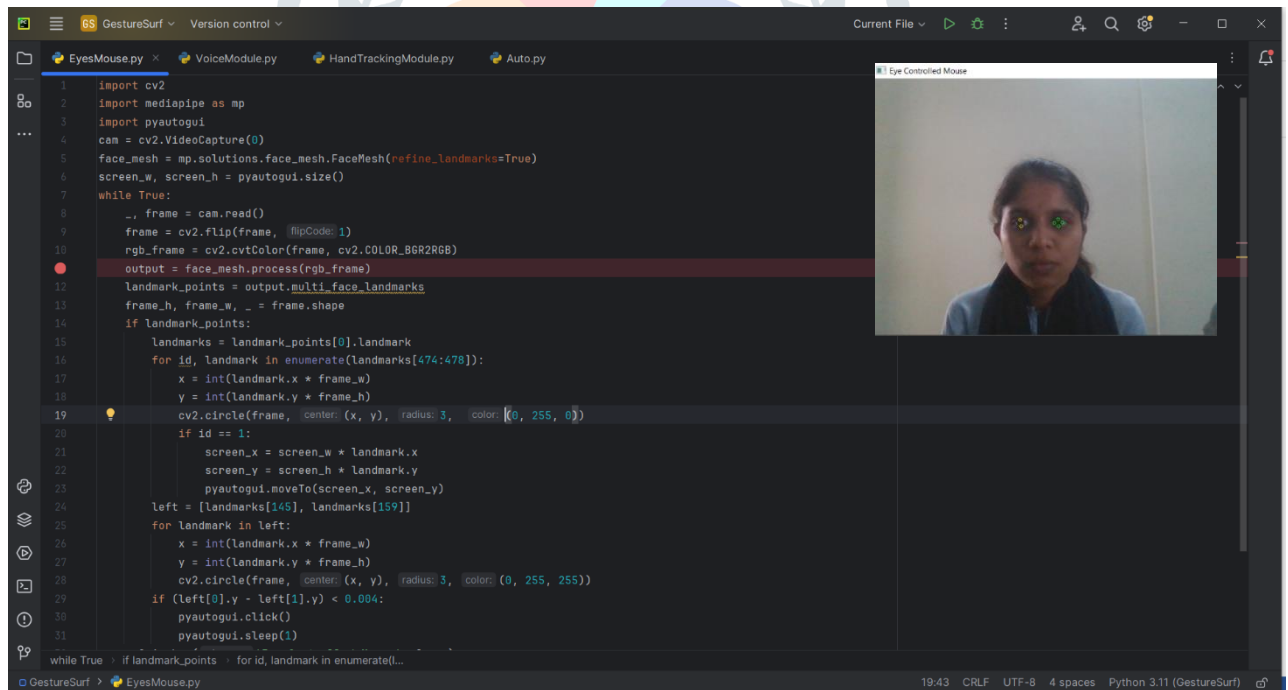 GS GestureSurf Version control Current File
EyesMouse.py VoiceModule.py HandTrackingModule.py Auto.py
Eye Controlled Mouse
1 import cv2
2 import mediapipe as mp
3 import pyautogui
4 cam = cv2.VideoCapture(0)
5 face_mesh = mp.solutions.face_mesh.FaceMesh(refine_landmarks=True)
6 screen_w, screen_h = pyautogui.size()
7 while True:
8 _, frame = cam.read()
9 frame = cv2.flip(frame, flipCode: 1)
10 rgb_frame = cv2.cvtColor(frame, cv2.COLOR_BGR2RGB)
output = face_mesh.process(rgb_frame)
12 landmark_points = output.multi_face_landmarks
13 frame_h, frame_w, _ = frame.shape
14 if landmark_points:
15 landmarks = landmark_points[0].landmark
16 for id, landmark in enumerate(landmarks[474:478]):
17 x = int(landmark.x * frame_w)
18 y = int(landmark.y * frame_h)
19 cv2.circle(frame, center: (x, y), radius: 3, color: (0, 255, 0))
20 if id == 1:
21 screen_x = screen_w * landmark.x
22 screen_y = screen_h * landmark.y
23 pyautogui.moveTo(screen_x, screen_y)
24 left = [landmarks[145], landmarks[159]]
25 for landmark in left:
26 x = int(landmark.x * frame_w)
27 y = int(landmark.y * frame_h)
28 cv2.circle(frame, center: (x, y), radius: 3, color: (0, 255, 255))
29 if (left[0].y - left[1].y) < 0.004:
30 pyautogui.click()
31 pyautogui.sleep(1)
while True › if landmark_points › for id, landmark in enumerate(l...
GestureSurf › EyesMouse.py 19:43 CRLF UTF-8 4 spaces Python 3.11 (GestureSurf)